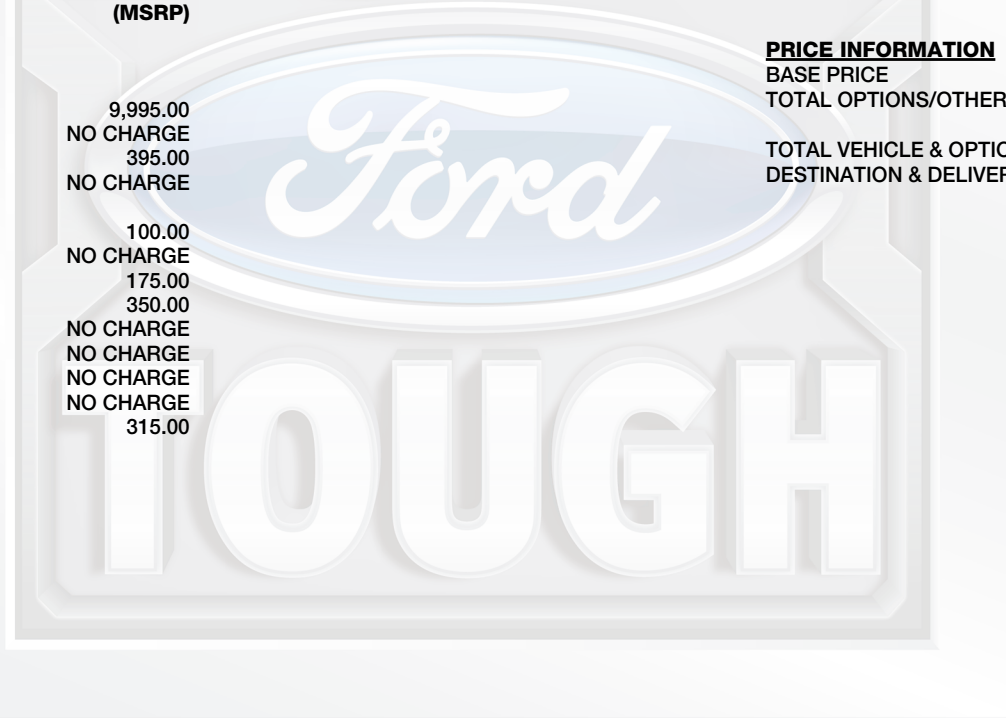 (MSRP)
9,995.00
NO CHARGE
395.00
NO CHARGE
100.00
NO CHARGE
175.00
350.00
NO CHARGE
NO CHARGE
NO CHARGE
NO CHARGE
315.00
PRICE INFORMATION
BASE PRICE
TOTAL OPTIONS/OTHER
TOTAL VEHICLE & OPTIO
DESTINATION & DELIVER
Ford
TOUGH